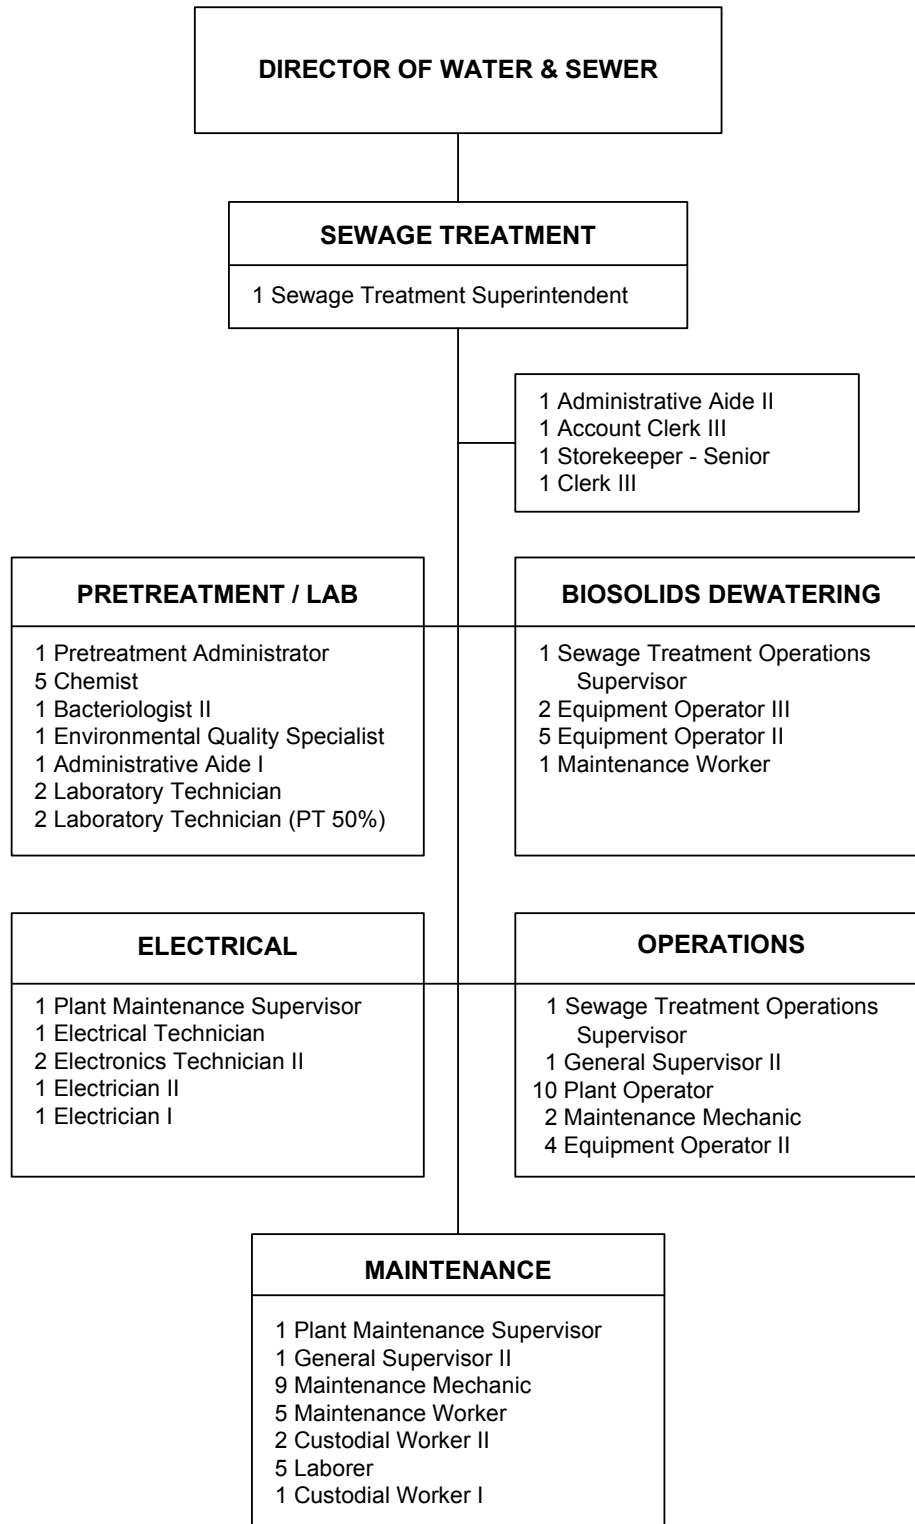 DIRECTOR OF WATER & SEWER
SEWAGE TREATMENT
1 Sewage Treatment Superintendent
1 Administrative Aide II
1 Account Clerk III
1 Storekeeper - Senior
1 Clerk III
PRETREATMENT / LAB
1 Pretreatment Administrator
5 Chemist
1 Bacteriologist II
1 Environmental Quality Specialist
1 Administrative Aide I
2 Laboratory Technician
2 Laboratory Technician (PT 50%)
BIOSOLIDS DEWATERING
1 Sewage Treatment Operations
Supervisor
2 Equipment Operator III
5 Equipment Operator II
1 Maintenance Worker
ELECTRICAL
1 Plant Maintenance Supervisor
1 Electrical Technician
2 Electronics Technician II
1 Electrician II
1 Electrician I
OPERATIONS
1 Sewage Treatment Operations
Supervisor
1 General Supervisor II
10 Plant Operator
2 Maintenance Mechanic
4 Equipment Operator II
MAINTENANCE
1 Plant Maintenance Supervisor
1 General Supervisor II
9 Maintenance Mechanic
5 Maintenance Worker
2 Custodial Worker II
5 Laborer
1 Custodial Worker I